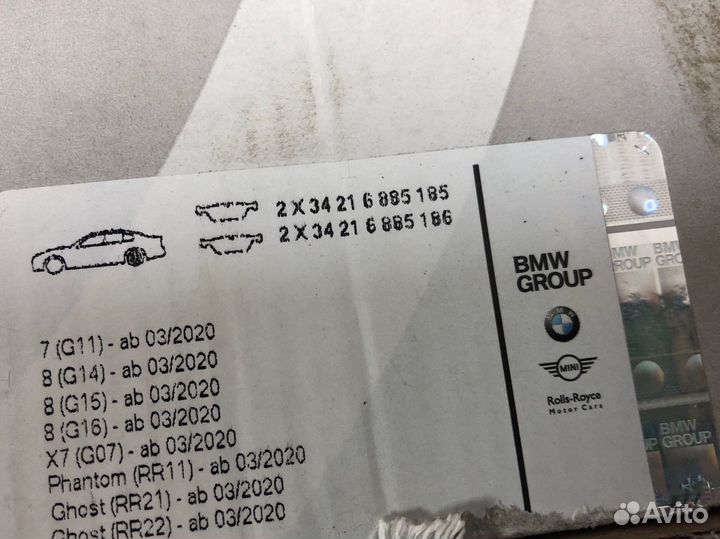 2 X 34 21 6 885 185
2 X 34 21 6 885 186
7 (G11) - ab 03/2020
8 (G14) - ab 03/2020
8 (G15) - ab 03/2020
8 (G16) - ab 03/2020
X7 (G07) - ab 03/2020
Phantom (RR11) - ab 03/2020
Ghost (RR21) - ab 03/2020
Ghost (RR22) - ab 03/2020
BMW
GROUP
BMW
MINI
Rolls-Royce
Motor Cars
BMW
GROUP
BMW
GROUP
BMW
GROUP
Avito